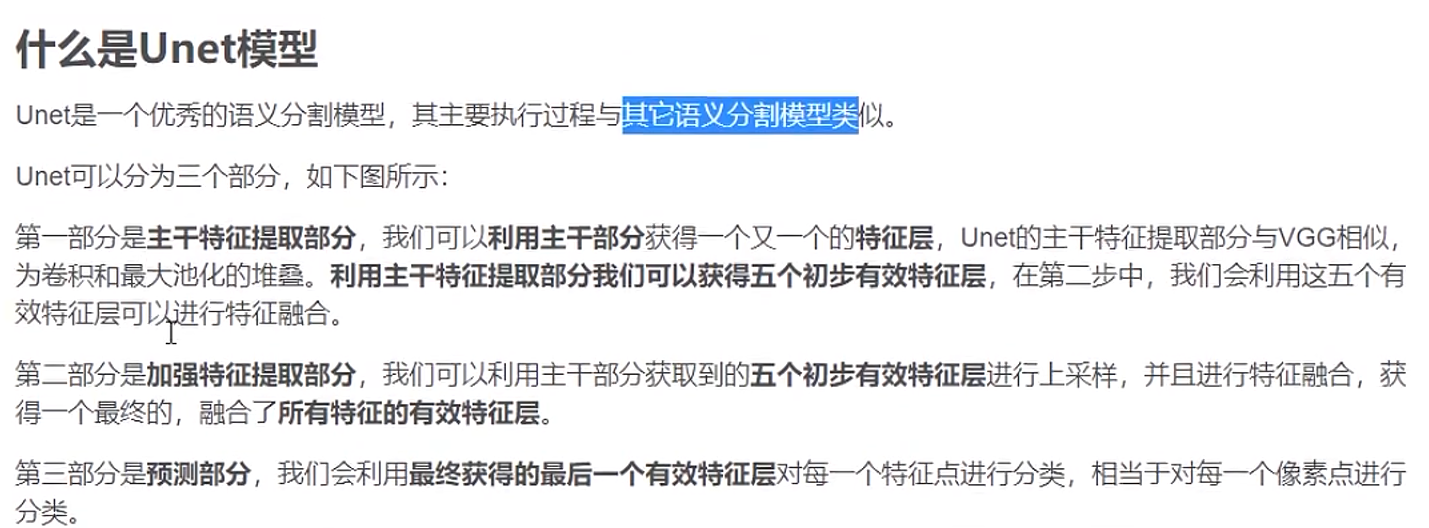 什么是Unet模型
Unet是一个优秀的语义分割模型，其主要执行过程与其它语义分割模型类似。
Unet可以分为三个部分，如下图所示：
第一部分是主干特征提取部分，我们可以利用主干部分获得一个又一个的特征层，Unet的主干特征提取部分与VGG相似，
为卷积和最大池化的堆叠。利用主干特征提取部分我们可以获得五个初步有效特征层，在第二步中，我们会利用这五个有
效特征层可以进行特征融合。
第二部分是加强特征提取部分，我们可以利用主干部分获取到的五个初步有效特征层进行上采样，并且进行特征融合，获
得一个最终的，融合了所有特征的有效特征层。
第三部分是预测部分，我们会利用最终获得的最后一个有效特征层对每一个特征点进行分类，相当于对每一个像素点进行
分类。